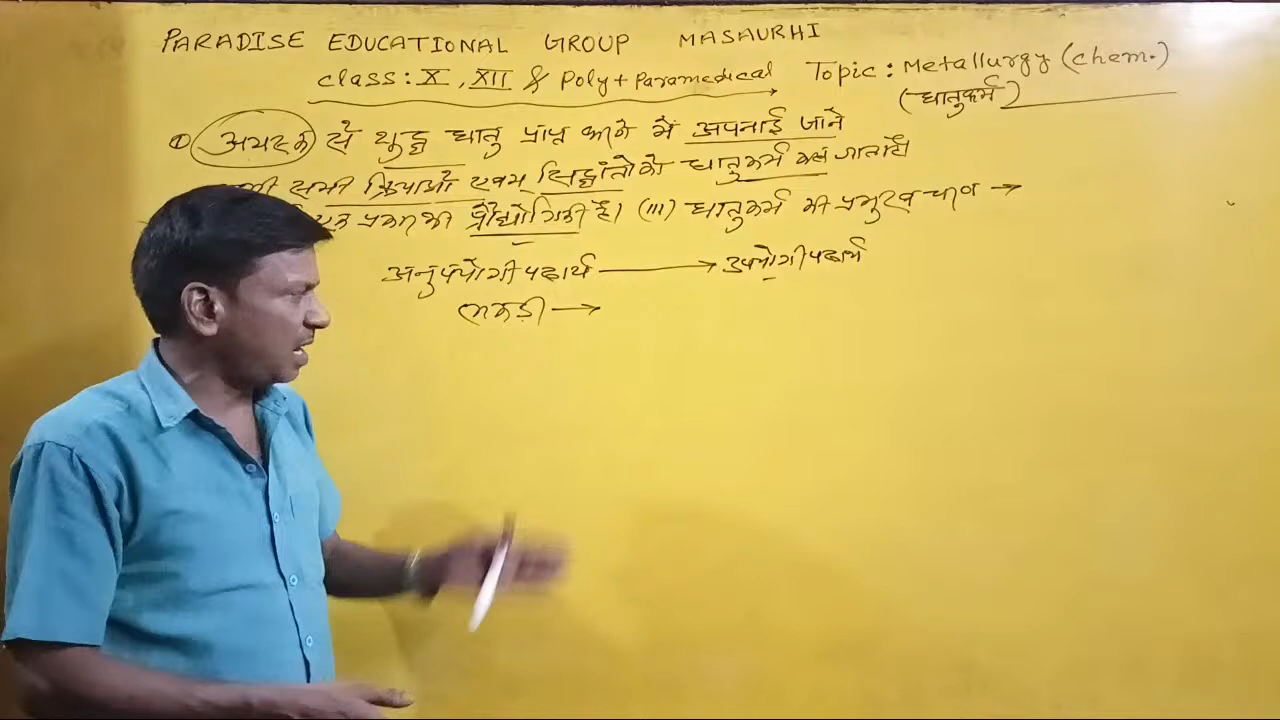 PARADISE EDUCATIONAL GROUP MASAURHI
class: X, XII & Poly + Paramedical Topic: Metallurgy (chem.)
(धातुकर्म)
① अयस्क से शुद्ध धातु प्राप्त करने में अपनाई जाने
सभी क्रियाओं एवम् सिद्धांतो को धातुकर्म कहा जाता है
प्रकार की प्रौद्योगिकी है। (iii) धातुकर्म की प्रमुख चरण →
अनुपयोगी पदार्थ → उपयोगी पदार्थ
लकड़ी →